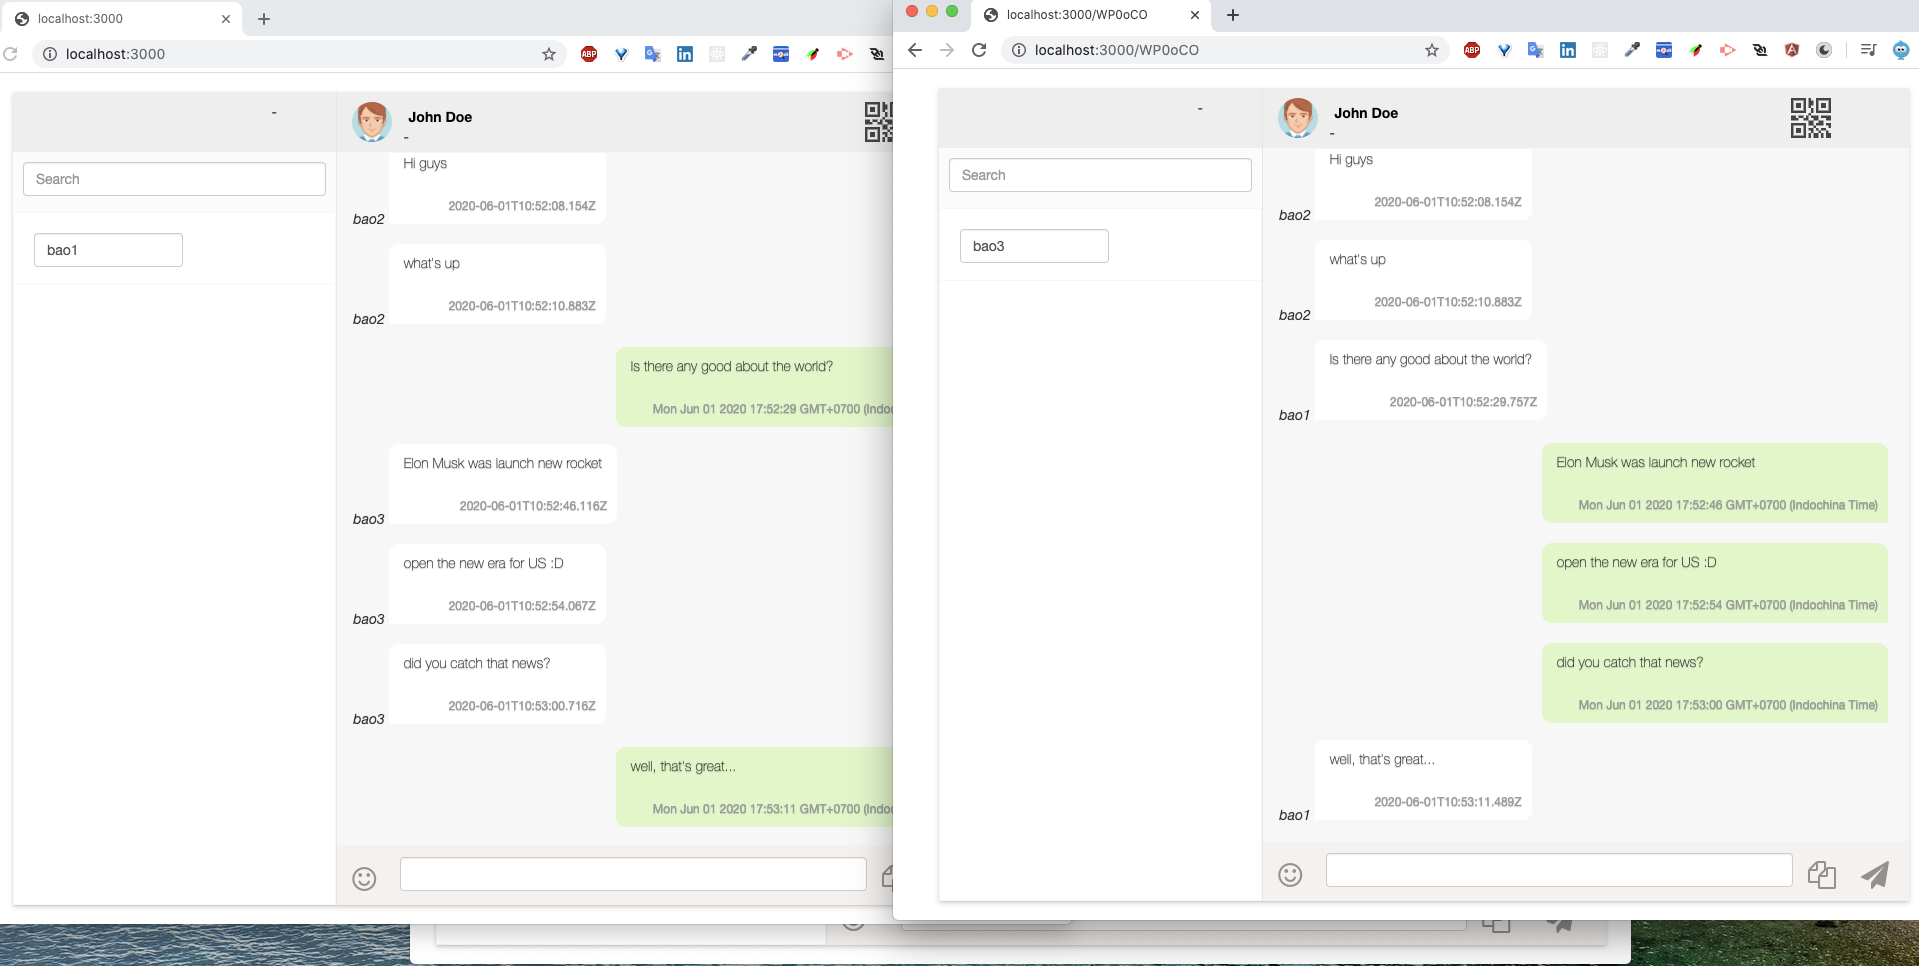 localhost:3000
localhost:3000
ABP
-
John Doe
-
Search
bao1
Hi guys
2020-06-01T10:52:08.154Z
bao2
what's up
2020-06-01T10:52:10.883Z
bao2
Is there any good about the world?
Mon Jun 01 2020 17:52:29 GMT+0700 (Indoc
Elon Musk was launch new rocket
2020-06-01T10:52:46.116Z
bao3
open the new era for US :D
2020-06-01T10:52:54.067Z
bao3
did you catch that news?
2020-06-01T10:53:00.716Z
bao3
well, that's great...
Mon Jun 01 2020 17:53:11 GMT+0700 (Indoc
localhost:3000/WP0oCO
localhost:3000/WP0oCO
ABP
-
John Doe
-
Search
bao3
Hi guys
2020-06-01T10:52:08.154Z
bao2
what's up
2020-06-01T10:52:10.883Z
bao2
Is there any good about the world?
2020-06-01T10:52:29.757Z
bao1
Elon Musk was launch new rocket
Mon Jun 01 2020 17:52:46 GMT+0700 (Indochina Time)
open the new era for US :D
Mon Jun 01 2020 17:52:54 GMT+0700 (Indochina Time)
did you catch that news?
Mon Jun 01 2020 17:53:00 GMT+0700 (Indochina Time)
well, that's great...
2020-06-01T10:53:11.489Z
bao1